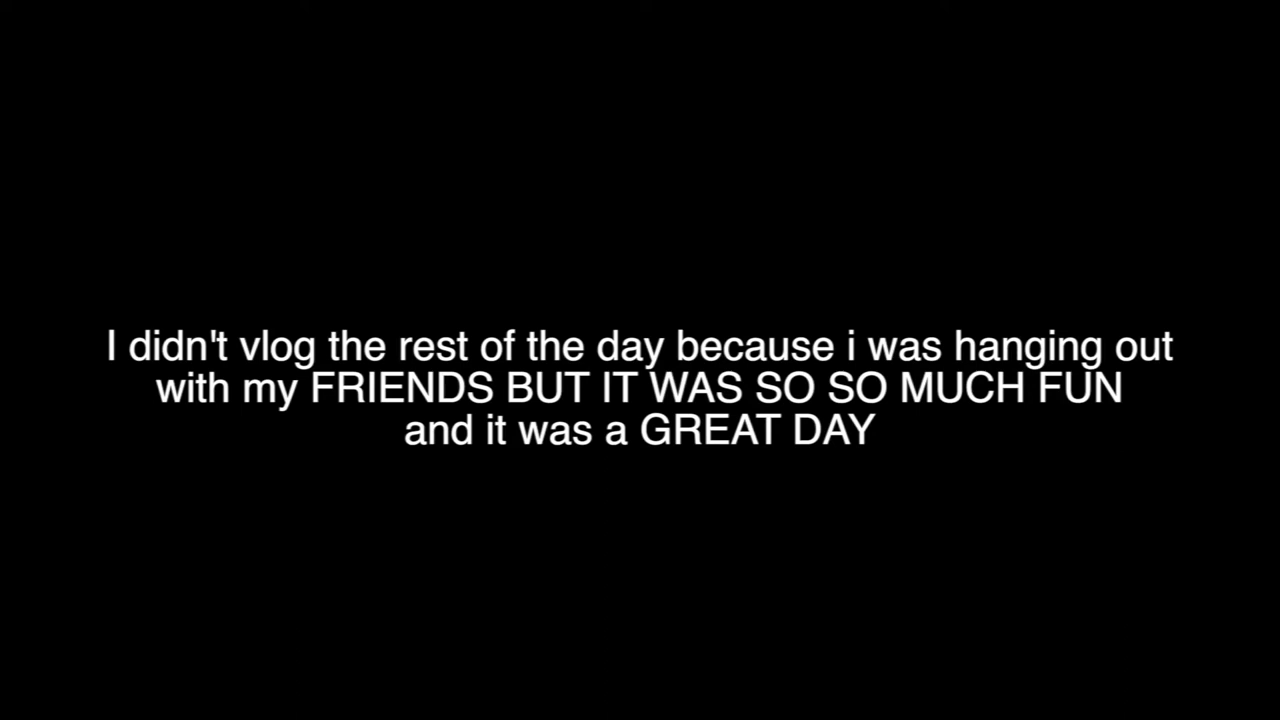 I didn't vlog the rest of the day because i was hanging out
with my FRIENDS BUT IT WAS SO SO MUCH FUN
and it was a GREAT DAY